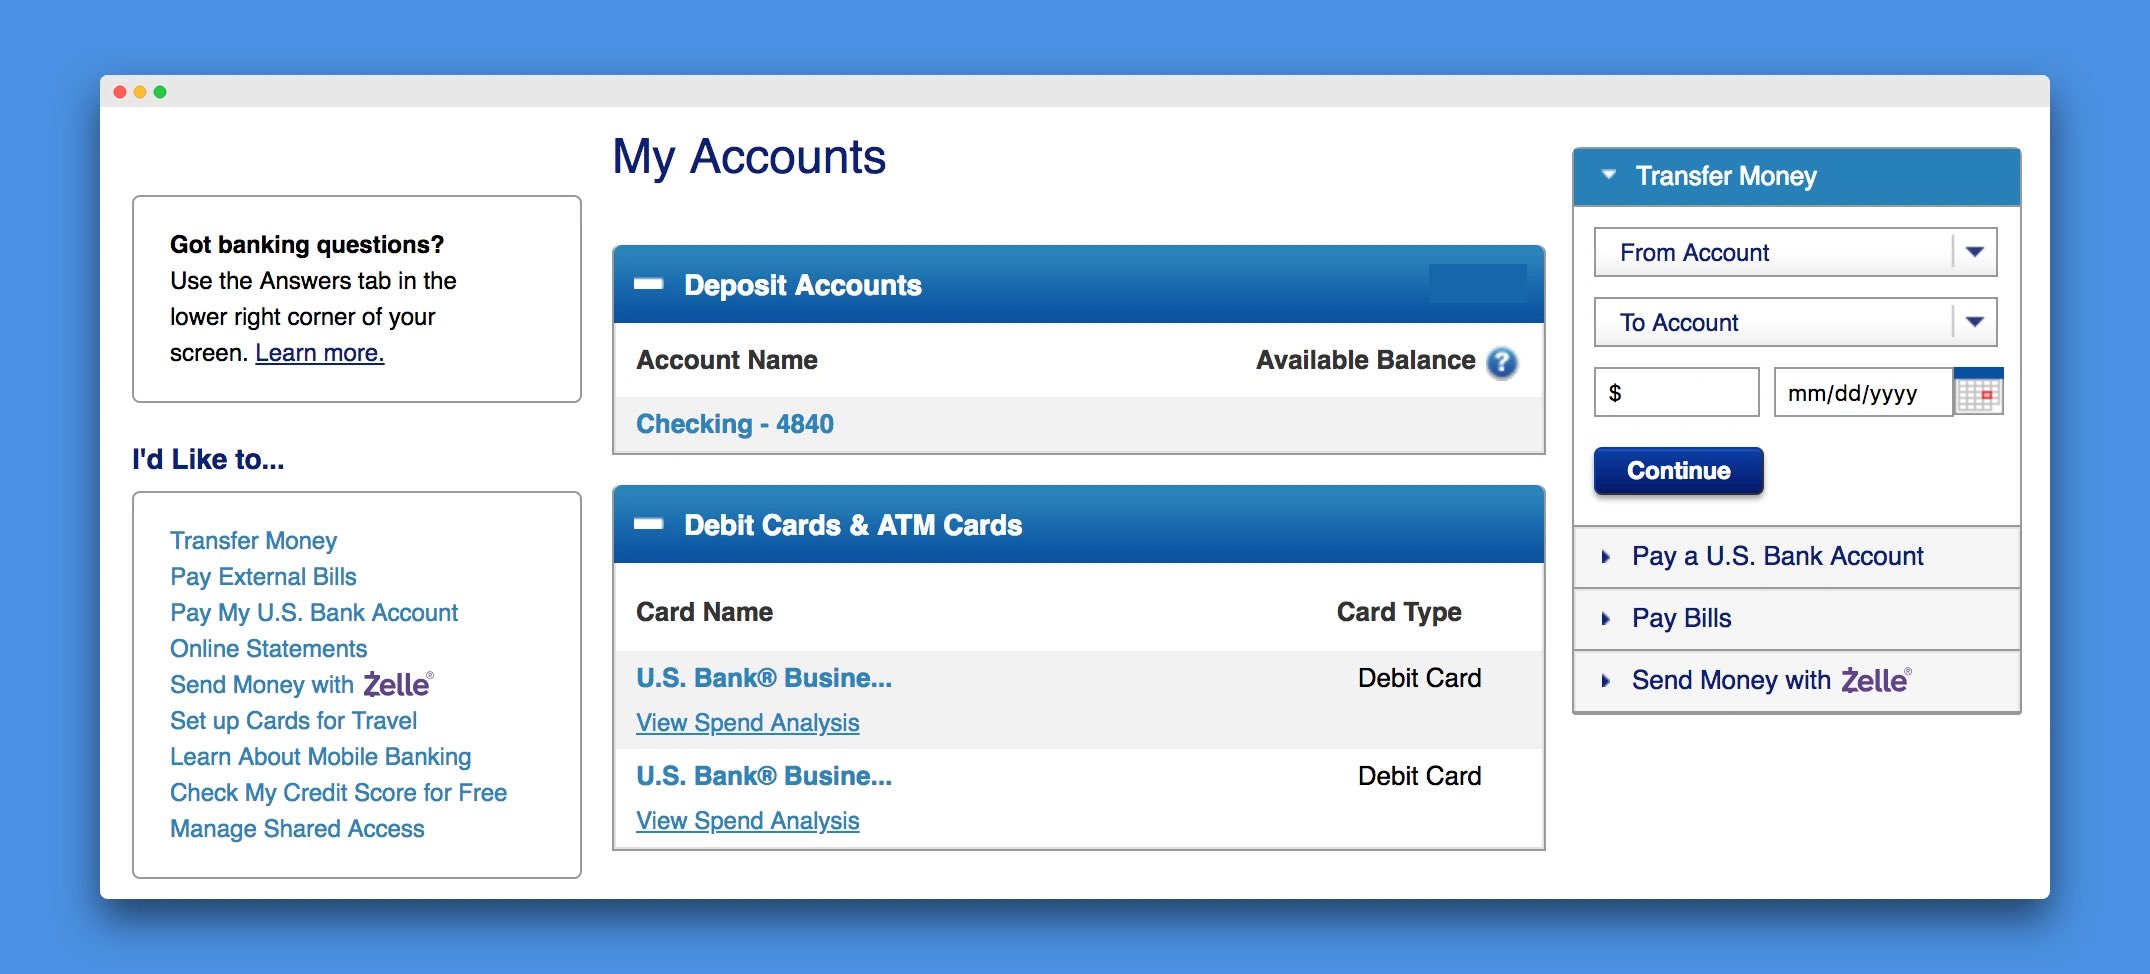 My Accounts
Got banking questions?
Use the Answers tab in the
lower right corner of your
screen. Learn more.
I'd Like to...
Transfer Money
Pay External Bills
Pay My U.S. Bank Account
Online Statements
Send Money with Zelle®
Set up Cards for Travel
Learn About Mobile Banking
Check My Credit Score for Free
Manage Shared Access
Deposit Accounts
Account Name Available Balance ?
Checking - 4840
Debit Cards & ATM Cards
Card Name Card Type
U.S. Bank® Busine... Debit Card
View Spend Analysis
U.S. Bank® Busine... Debit Card
View Spend Analysis
Transfer Money
From Account
To Account
$ mm/dd/yyyy
Continue
Pay a U.S. Bank Account
Pay Bills
Send Money with Zelle®